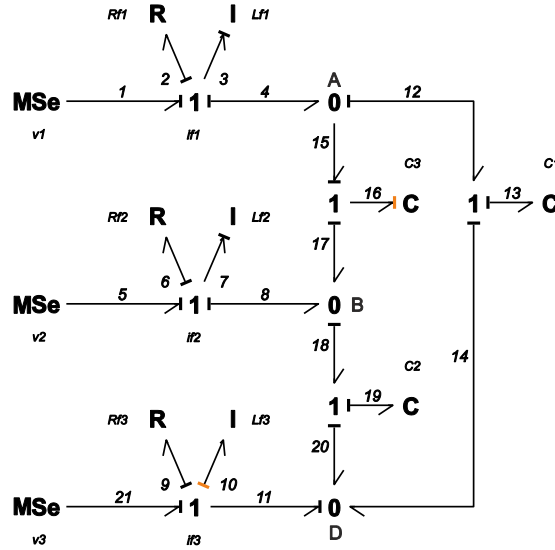 Rf1 R I Lf1
A
1 2 3 4 12
MSe 1 0
v1 if1
15
C3 C1
16 13
1 C 1 C
Rf2 R I Lf2
17
5 6 7 8
MSe 1 0 B
v2 if2
18 14
C2
19
1 C
Rf3 R I Lf3
20
21 9 10 11
MSe 1 0
v3 if3 D